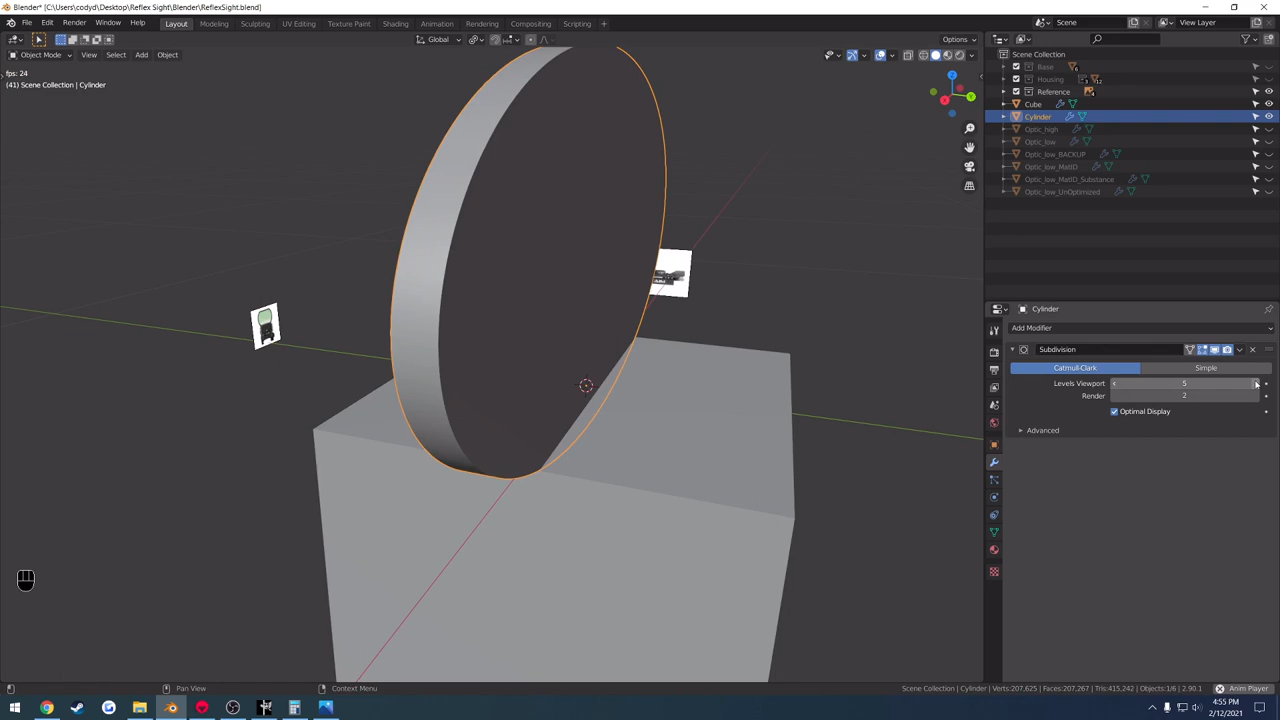 Blender* [C:\Users\codyd\Desktop\Reflex Sight\Blender\ReflexSight.blend]
File Edit Render Window Help Layout Modeling Sculpting UV Editing Texture Paint Shading Animation Rendering Compositing Scripting Scene View Layer
Global Options
Object Mode View Select Add Object
fps: 24
(41) Scene Collection | Cylinder
Z
Y
X
Scene Collection
Base 6
Housing 3 12
Reference 4
Cube
Cylinder
Optic_high
Optic_low
Optic_low_BACKUP
Optic_low_MatID
Optic_low_MatID_Substance
Optic_low_UnOptimized
Cylinder
Add Modifier
Subdivision
Catmull-Clark Simple
Levels Viewport 5
Render 2
Optimal Display
Advanced
Pan View Context Menu Scene Collection | Cylinder | Verts:207,625 | Faces:207,267 | Tris:415,242 | Objects:1/6 | 2.90.1 Anim Player
4:55 PM
2/12/2021